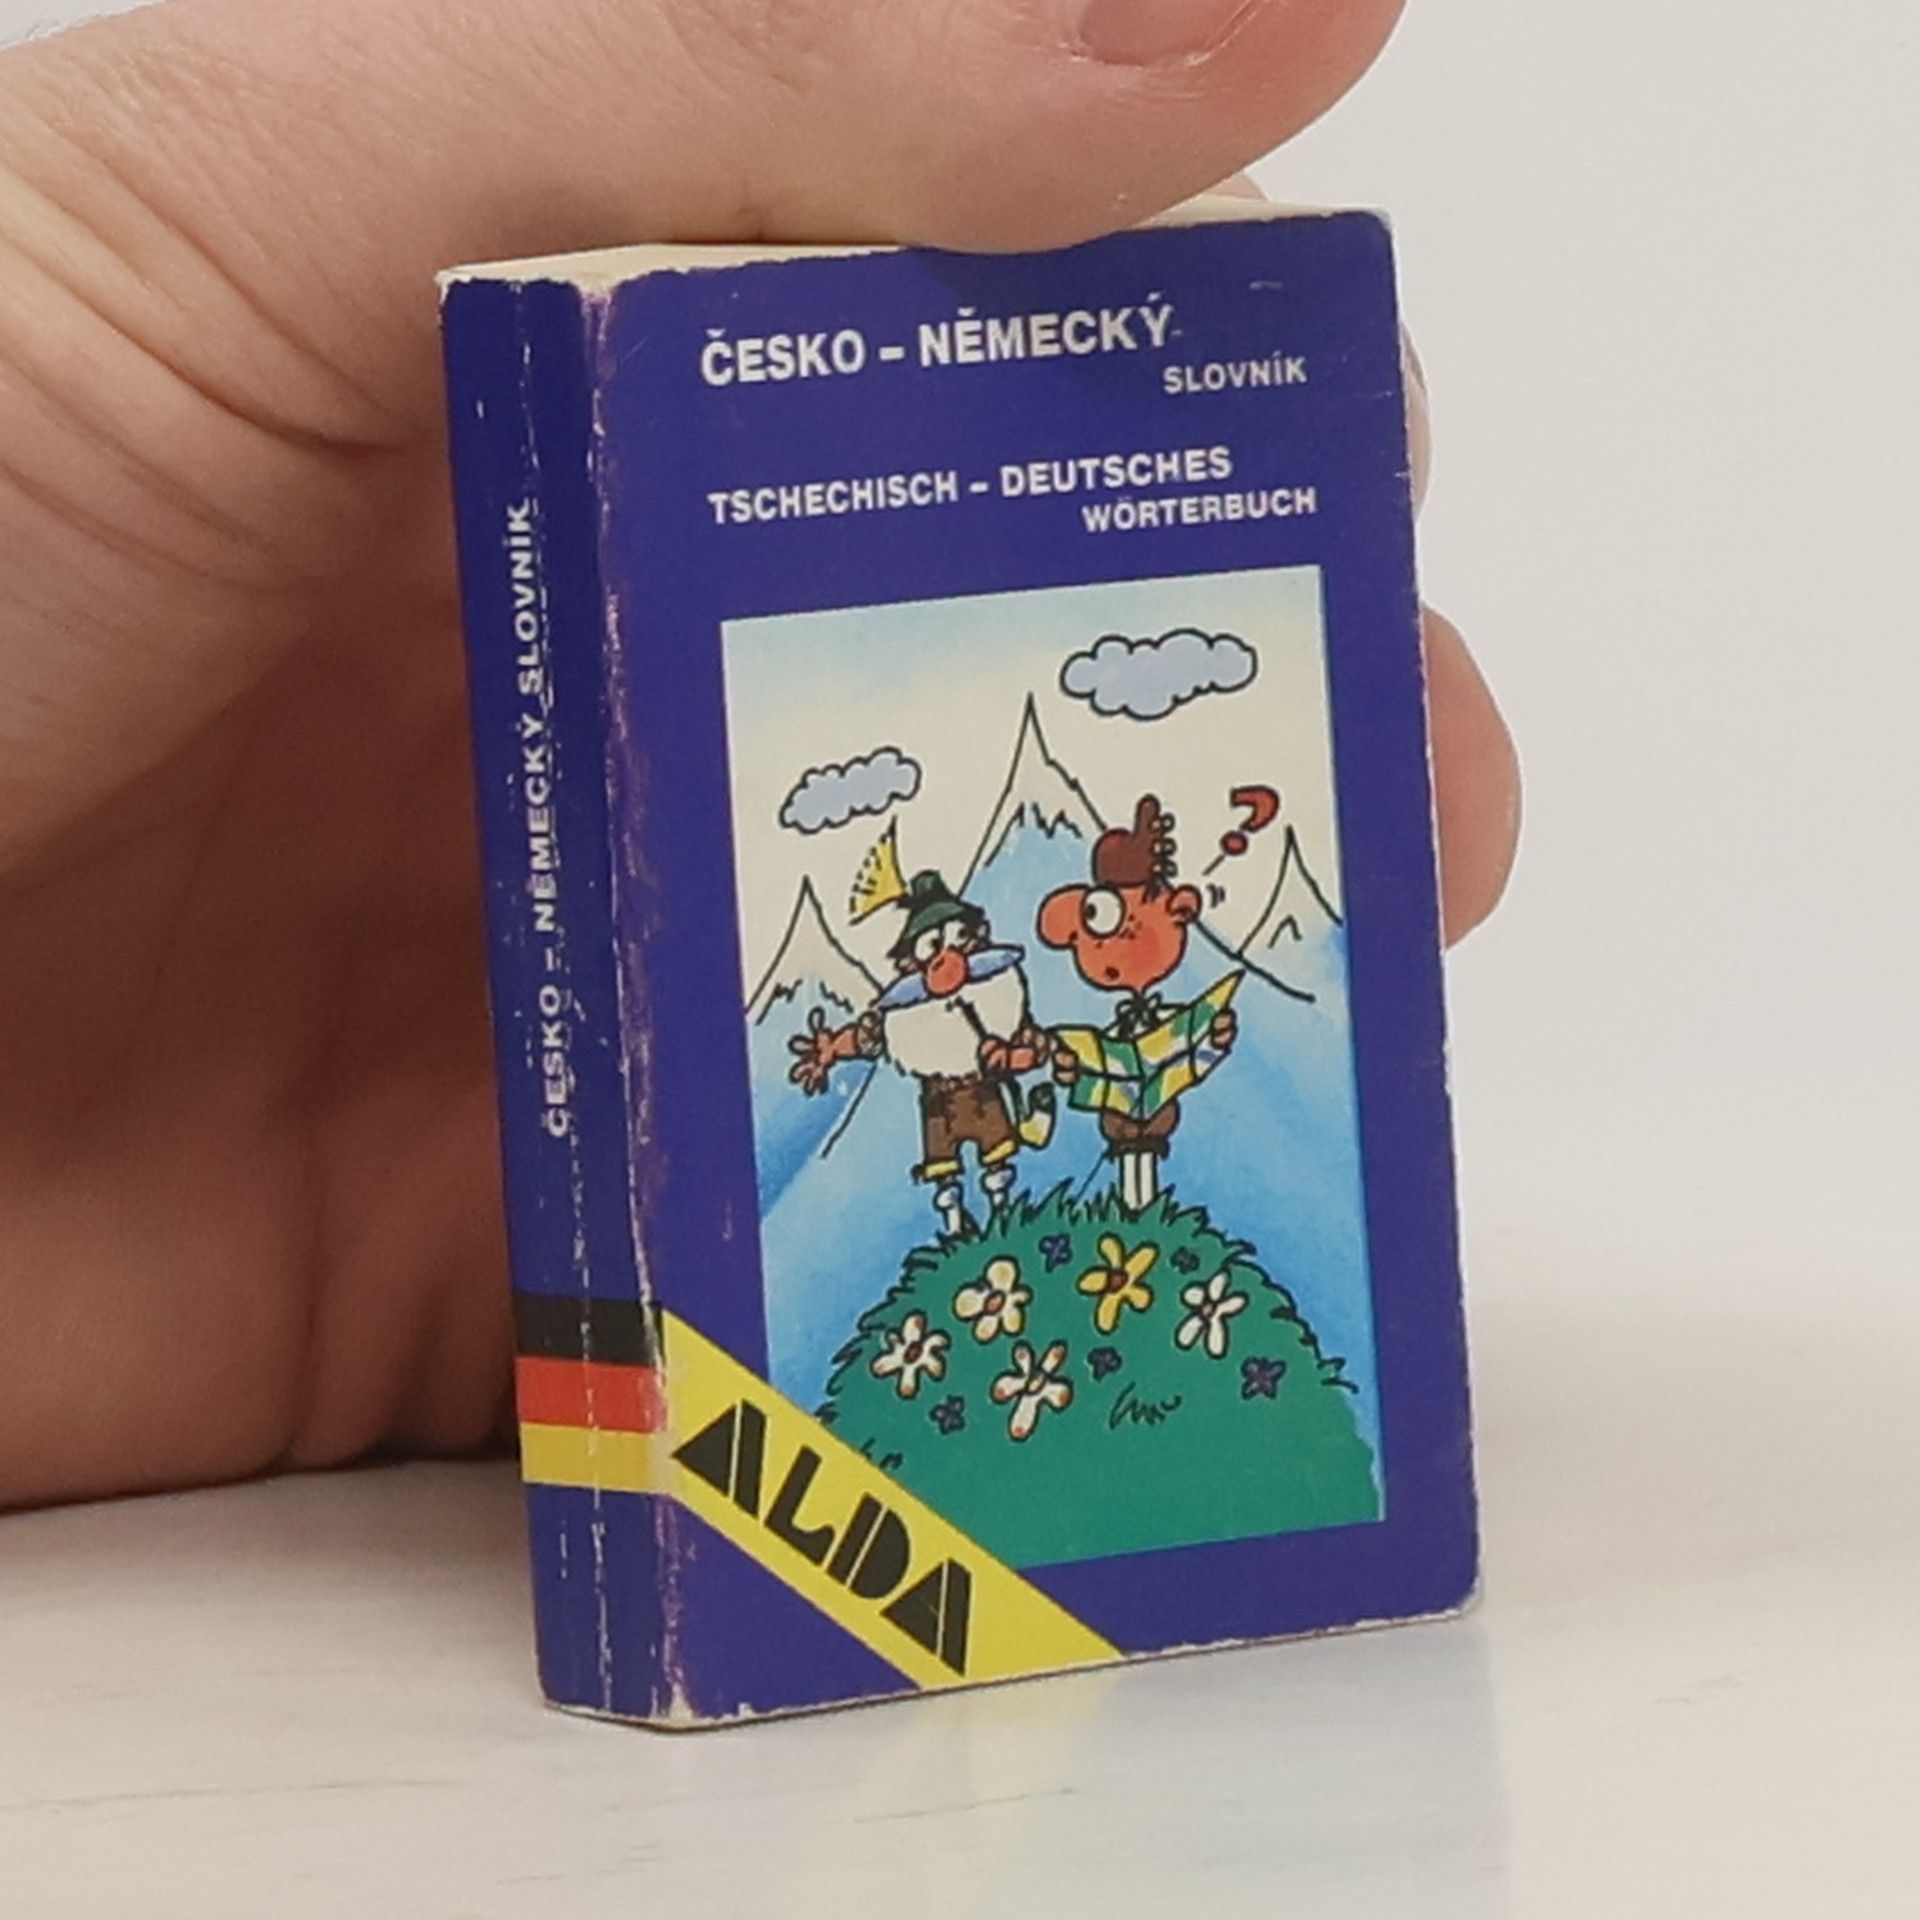 ČESKO - NĚMECKÝ
SLOVNÍK
TSCHECHISCH - DEUTSCHES
WÖRTERBUCH
ČESKO - NĚMECKÝ SLOVNÍK
?
ALDA